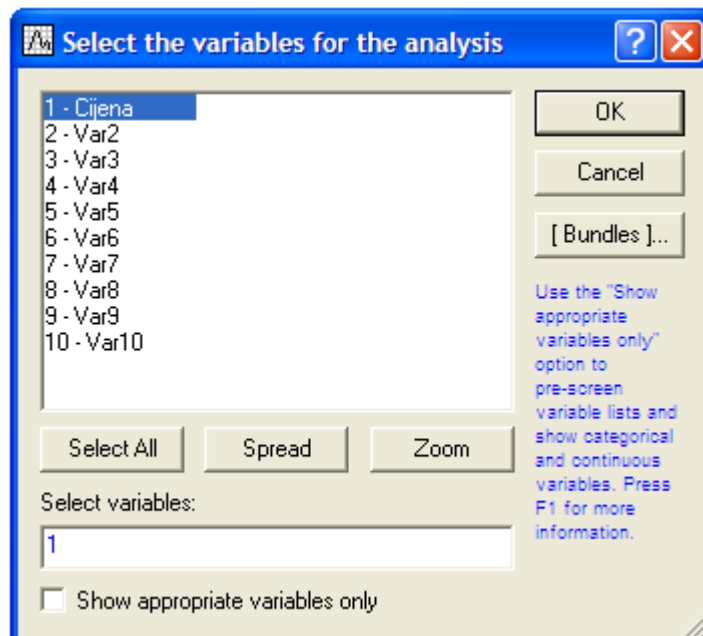 Select the variables for the analysis
1 - Cijena
2 - Var2
3 - Var3
4 - Var4
5 - Var5
6 - Var6
7 - Var7
8 - Var8
9 - Var9
10 - Var10
OK
Cancel
[ Bundles ]...
Use the "Show
appropriate
variables only"
option to
pre-screen
variable lists and
show categorical
and continuous
variables. Press
F1 for more
information.
Select All
Spread
Zoom
Select variables:
1
Show appropriate variables only